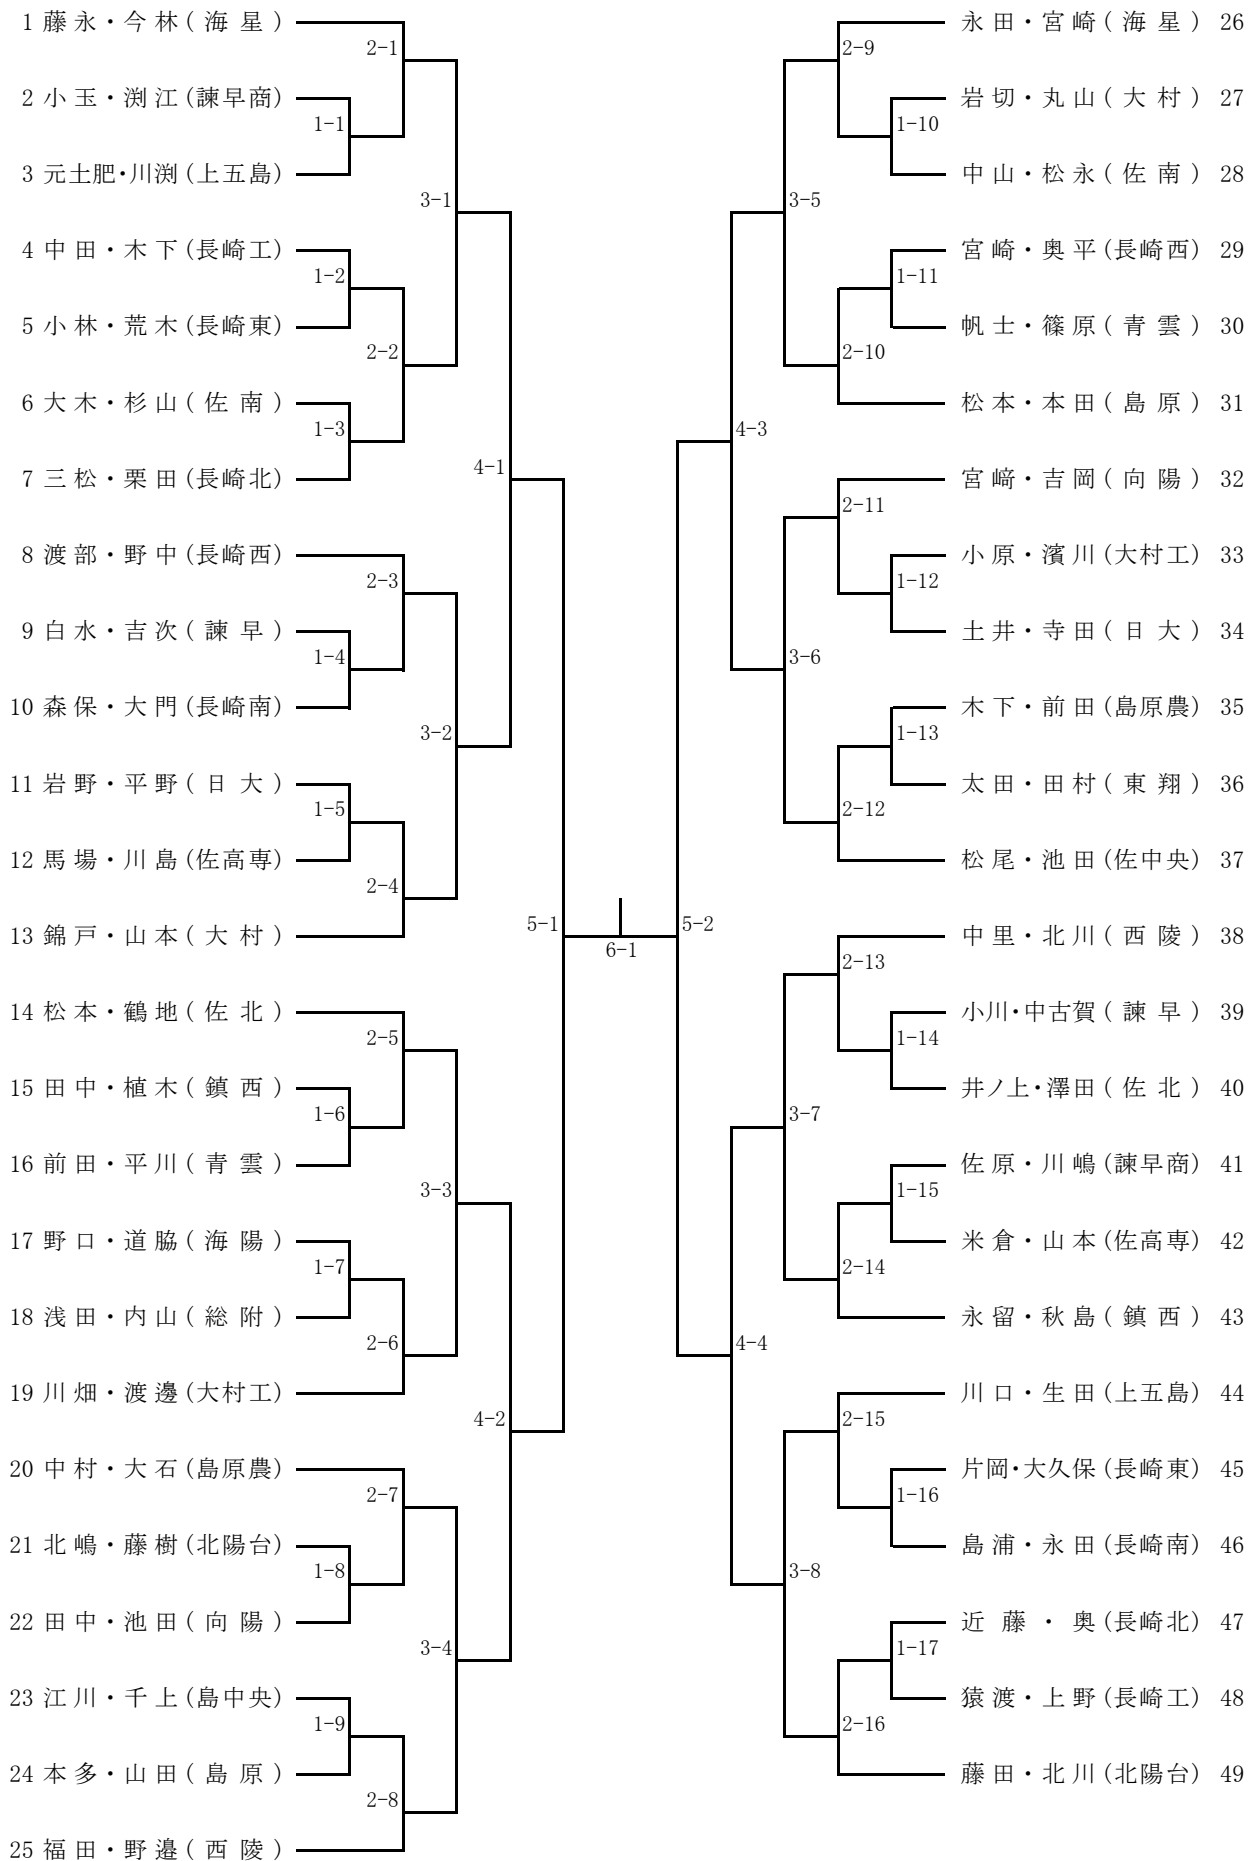 1 藤永・今林(海星)
2-1
2 小玉・渕江(諫早商)
1-1
3 元土肥・川渕(上五島)
3-1
4 中田・木下(長崎工)
1-2
5 小林・荒木(長崎東)
2-2
6 大木・杉山(佐南)
1-3
7 三松・栗田(長崎北)
4-1
8 渡部・野中(長崎西)
2-3
9 白水・吉次(諫早)
1-4
10 森保・大門(長崎南)
3-2
11 岩野・平野(日大)
1-5
12 馬場・川島(佐高専)
2-4
13 錦戸・山本(大村)
5-1
14 松本・鶴地(佐北)
2-5
15 田中・植木(鎮西)
1-6
16 前田・平川(青雲)
3-3
17 野口・道脇(海陽)
1-7
18 浅田・内山(総附)
2-6
19 川畑・渡邊(大村工)
4-2
20 中村・大石(島原農)
2-7
21 北嶋・藤樹(北陽台)
1-8
22 田中・池田(向陽)
3-4
23 江川・千上(島中央)
1-9
24 本多・山田(島原)
2-8
25 福田・野邉(西陵)
6-1
永田・宮崎(海星) 26
2-9
岩切・丸山(大村) 27
1-10
中山・松永(佐南) 28
3-5
宮崎・奥平(長崎西) 29
1-11
帆士・篠原(青雲) 30
2-10
松本・本田(島原) 31
4-3
宮﨑・吉岡(向陽) 32
2-11
小原・濱川(大村工) 33
1-12
土井・寺田(日大) 34
3-6
木下・前田(島原農) 35
1-13
太田・田村(東翔) 36
2-12
松尾・池田(佐中央) 37
5-2
中里・北川(西陵) 38
2-13
小川・中古賀(諫早) 39
1-14
井ノ上・澤田(佐北) 40
3-7
佐原・川嶋(諫早商) 41
1-15
米倉・山本(佐高専) 42
2-14
永留・秋島(鎮西) 43
4-4
川口・生田(上五島) 44
2-15
片岡・大久保(長崎東) 45
1-16
島浦・永田(長崎南) 46
3-8
近藤・奥(長崎北) 47
1-17
猿渡・上野(長崎工) 48
2-16
藤田・北川(北陽台) 49